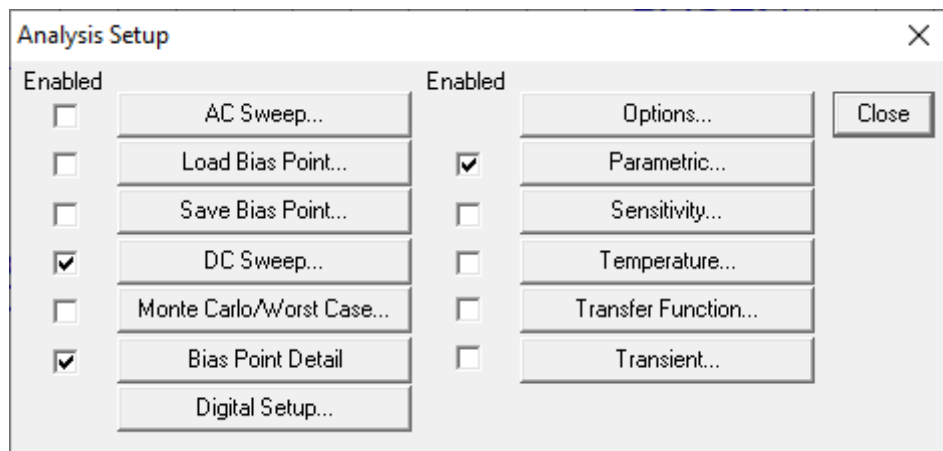 Analysis Setup
Enabled
AC Sweep...
Load Bias Point...
Save Bias Point...
DC Sweep...
Monte Carlo/Worst Case...
Bias Point Detail
Digital Setup...
Enabled
Options...
Parametric...
Sensitivity...
Temperature...
Transfer Function...
Transient...
Close